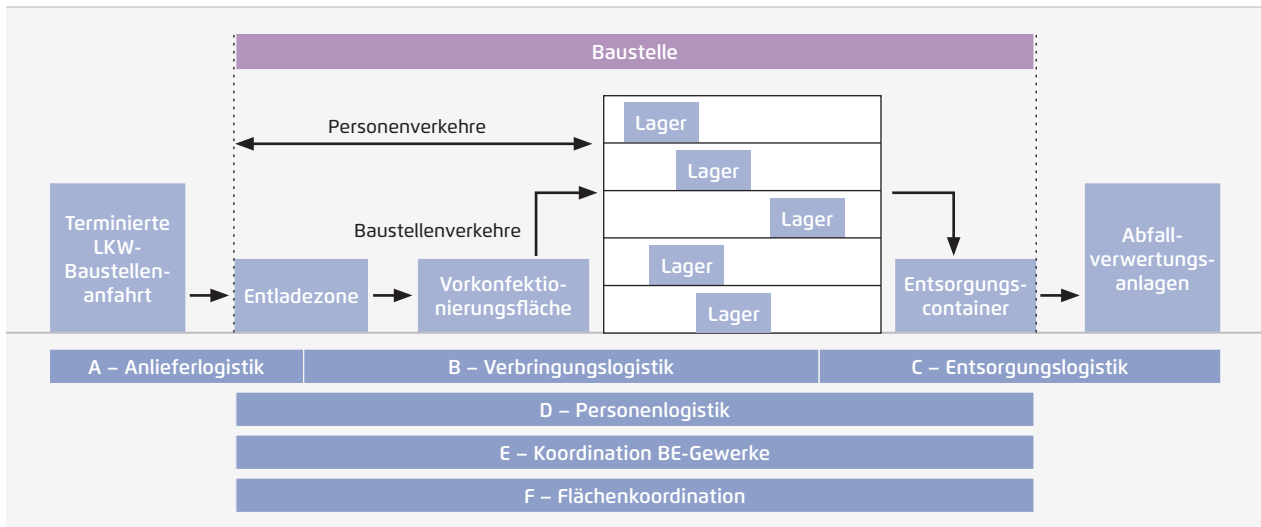 Baustelle
Personenverkehre
Lager
Lager
Lager
Lager
Lager
Baustellenverkehre
Terminierte
LKW-
Baustellen-
anfahrt
Entladezone
Vorkonfektio-
nierungsfläche
Entsorgungs-
container
Abfall-
verwertungs-
anlagen
A – Anlieferlogistik
B – Verbringungslogistik
C – Entsorgungslogistik
D – Personenlogistik
E – Koordination BE-Gewerke
F – Flächenkoordination